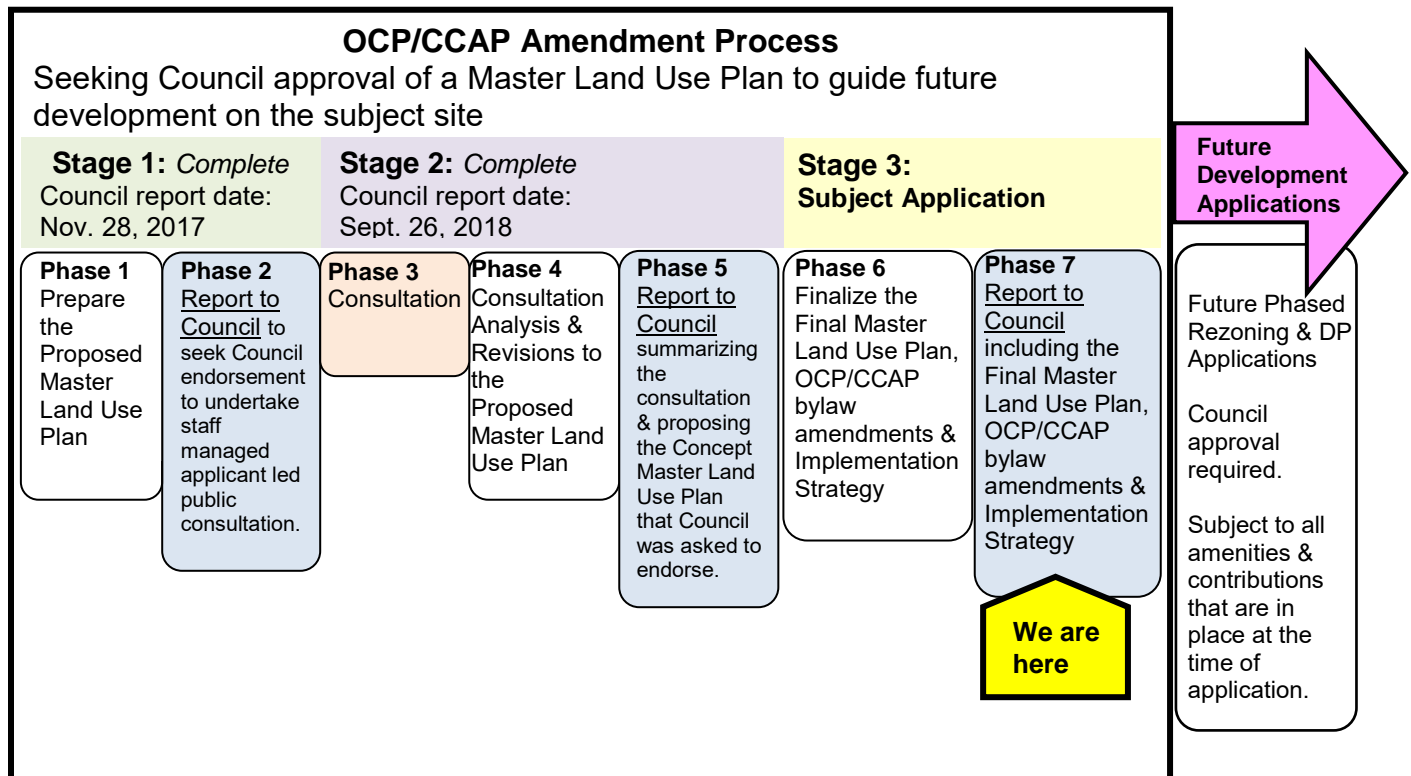 OCP/CCAP Amendment Process
Seeking Council approval of a Master Land Use Plan to guide future
development on the subject site
Stage 1: Complete
Council report date:
Nov. 28, 2017
Stage 2: Complete
Council report date:
Sept. 26, 2018
Stage 3:
Subject Application
Future
Development
Applications
Phase 1
Prepare
the
Proposed
Master
Land Use
Plan
Phase 2
Report to
Council to
seek Council
endorsement
to undertake
staff
managed
applicant led
public
consultation.
Phase 3
Consultation
Phase 4
Consultation
Analysis &
Revisions to
the
Proposed
Master Land
Use Plan
Phase 5
Report to
Council
summarizing
the
consultation
& proposing
the Concept
Master Land
Use Plan
that Council
was asked to
endorse.
Phase 6
Finalize the
Final Master
Land Use Plan,
OCP/CCAP
bylaw
amendments &
Implementation
Strategy
Phase 7
Report to
Council
including the
Final Master
Land Use Plan,
OCP/CCAP
bylaw
amendments &
Implementation
Strategy
We are
here
Future Phased
Rezoning & DP
Applications
Council
approval
required.
Subject to all
amenities &
contributions
that are in
place at the
time of
application.